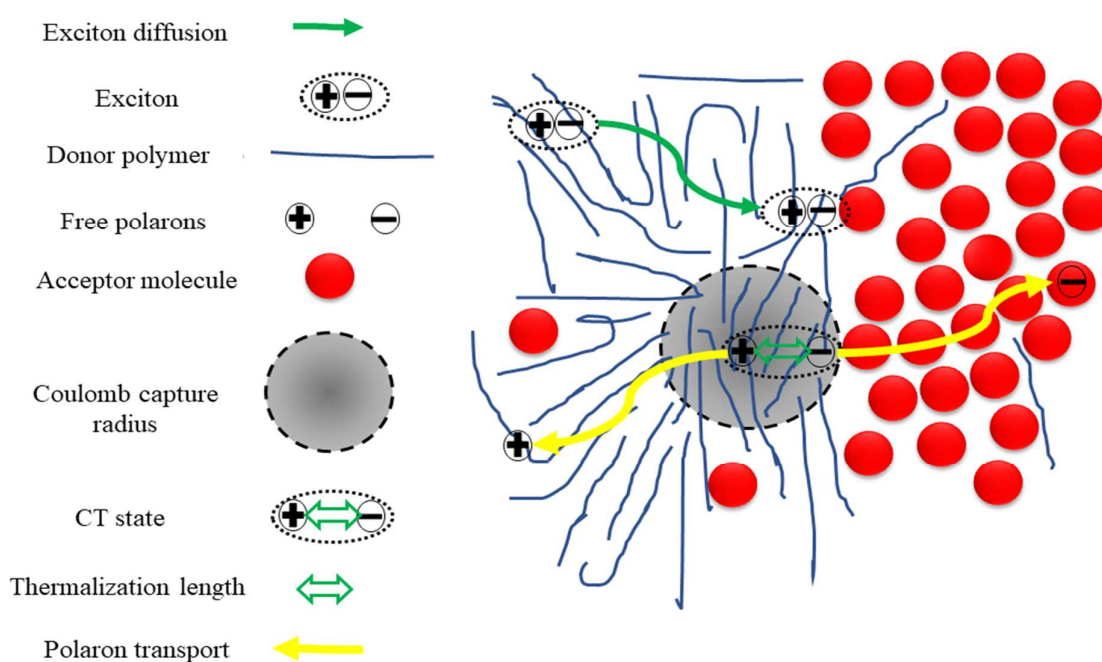 Exciton diffusion
Exciton
Donor polymer
Free polarons
Acceptor molecule
Coulomb capture
radius
CT state
Thermalization length
Polaron transport